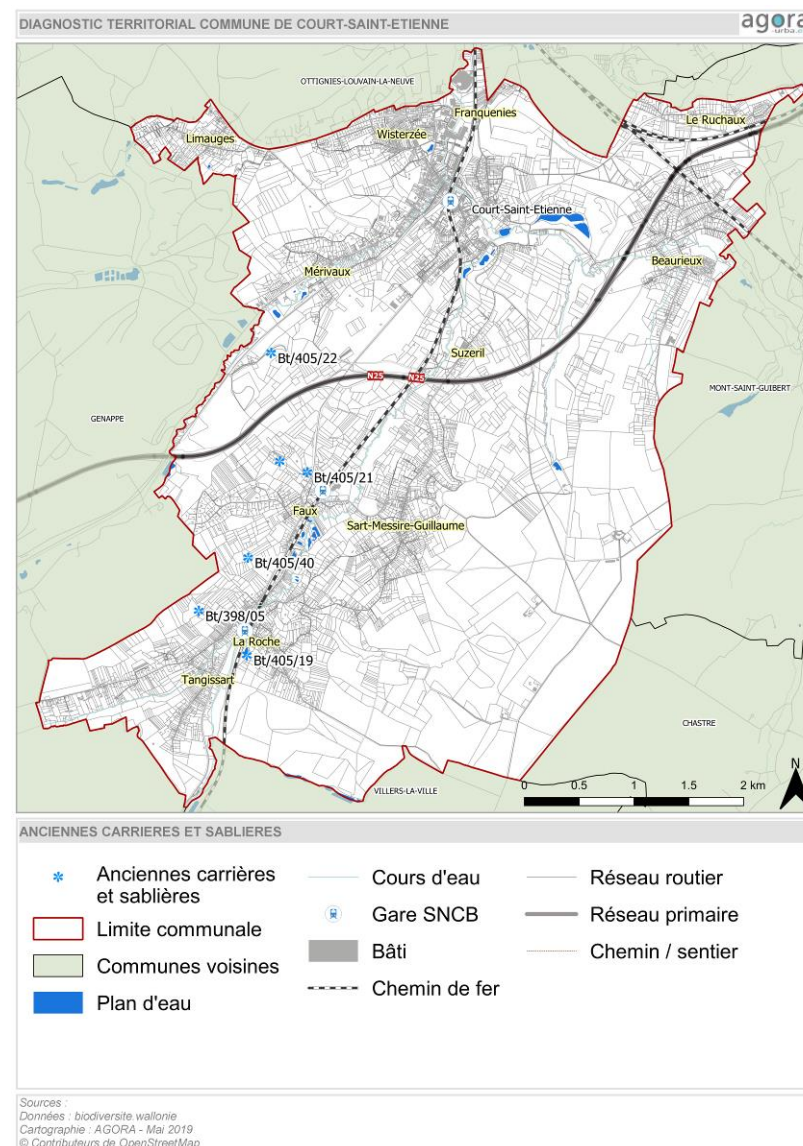 DIAGNOSTIC TERRITORIAL COMMUNE DE COURT-SAINT-ETIENNE
agora
OTTIGNIES-LOUVAIN-LA-NEUVE
Franquenies
Le Ruchaux
Limauges
Wisterzée
Court-Saint-Etienne
Beaurieux
Mérivaux
Bt/405/22
Suzeril
N25
N25
MONT-SAINT-GUIBERT
GENAPPE
Bt/405/21
Faux
Sart-Messire-Guillaume
Bt/405/40
Bt/398/05
La Roche
Bt/405/19
Tangissart
CHASTRE
N
VILLERS-LA-VILLE
0 0.5 1 1.5 2 km
ANCIENNES CARRIERES ET SABLIERES
Anciennes carrières
et sablières
Limite communale
Communes voisines
Plan d'eau
Cours d'eau
Gare SNCB
Bâti
Chemin de fer
Réseau routier
Réseau primaire
Chemin / sentier
Sources :
Données : biodiversite.wallonie
Cartographie : AGORA - Mai 2019
© Contributeurs de OpenStreetMap